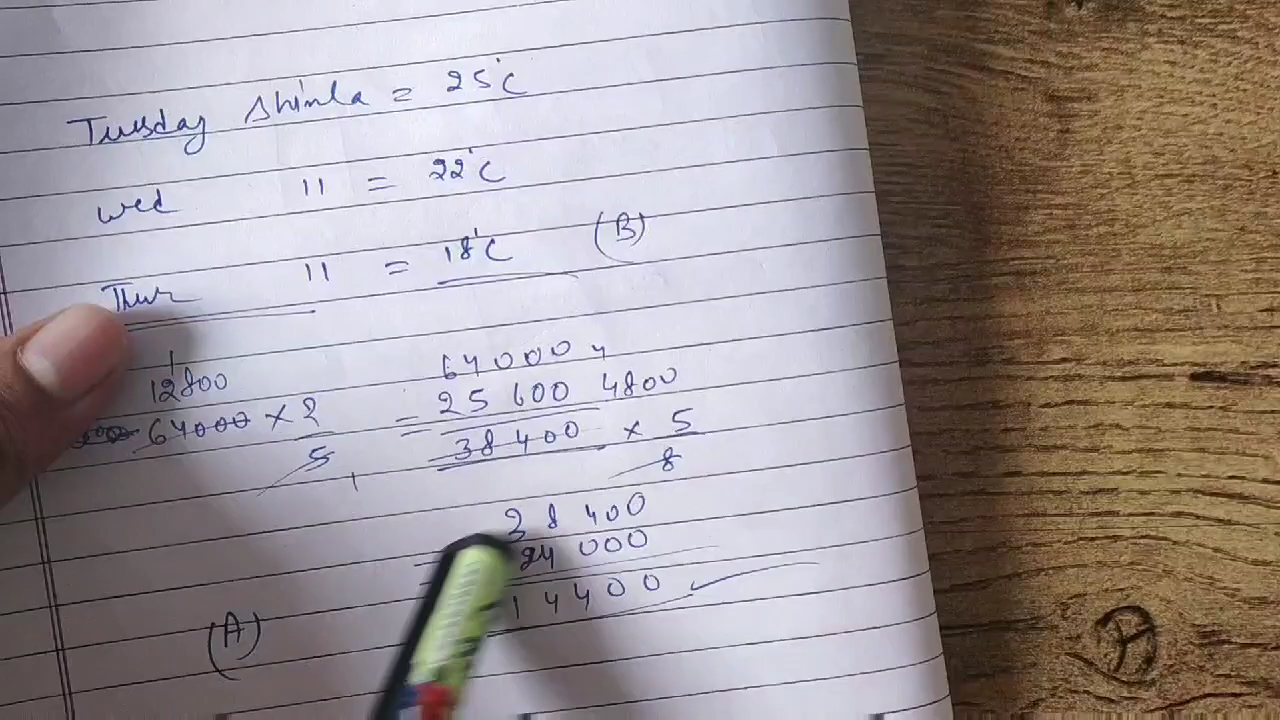 Tuesday Shimla = 25°C
Wed 11 = 22°C
Thur 11 = 18°C (B)
12800
64000 × 2 / 5
= 64000
25600
38400 × 5 / 8
4800
38400
24000
14400
(A)